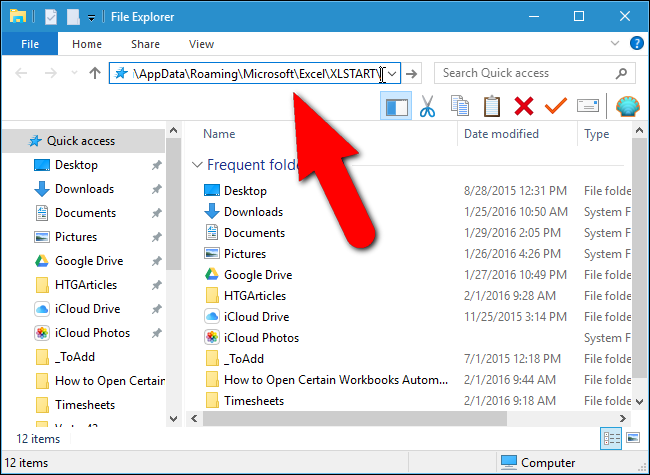 File Explorer
File Home Share View
\AppData\Roaming\Microsoft\Excel\XLSTART\
Search Quick access
Name Date modified Type
Quick access
Desktop
Downloads
Documents
Pictures
Google Drive
HTGArticles
iCloud Drive
iCloud Photos
_ToAdd
How to Open Certain
Timesheets
Frequent folde
Desktop 8/28/2015 12:31 PM File folde
Downloads 1/25/2016 10:50 AM System F
Documents 1/29/2016 2:05 PM System F
Pictures 1/26/2016 4:26 PM System F
Google Drive 1/27/2016 10:49 PM File folde
HTGArticles 2/1/2016 9:28 AM File folde
iCloud Drive 11/25/2015 3:14 PM File folde
iCloud Photos System F
_ToAdd 7/1/2015 12:18 PM File folde
How to Open Certain Workbooks Autom... 2/1/2016 9:44 AM File folde
Timesheets 2/1/2016 9:18 AM File folde
12 items
12 items Computer